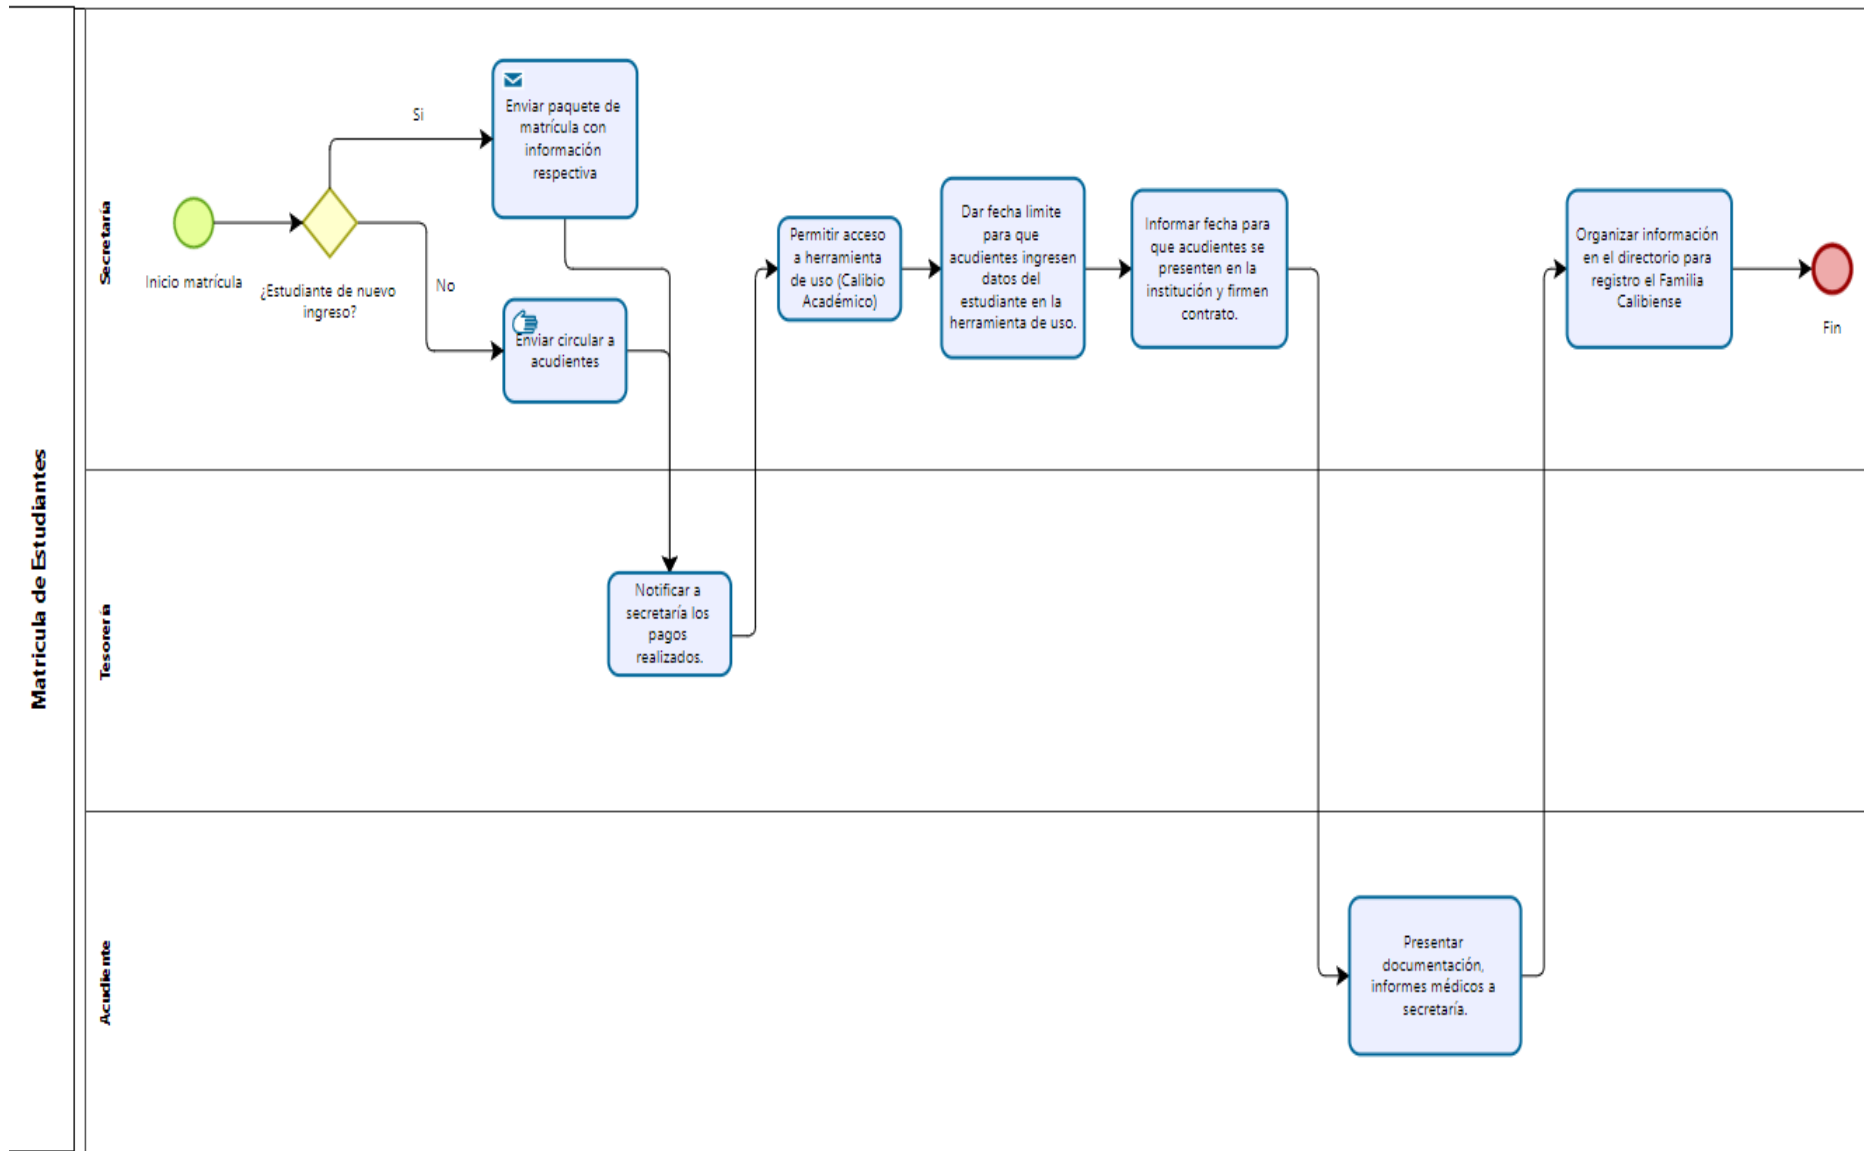 Matricula de Estudiantes
Secretaría
Inicio matrícula
¿Estudiante de nuevo
ingreso?
Si
No
Enviar paquete de
matrícula con
información
respectiva
Enviar circular a
acudientes
Permitir acceso
a herramienta
de uso (Calibio
Académico)
Dar fecha limite
para que
acudientes ingresen
datos del
estudiante en la
herramienta de uso.
Informar fecha para
que acudientes se
presenten en la
institución y firmen
contrato.
Organizar información
en el directorio para
registro el Familia
Calibiense
Fin
Tesorería
Notificar a
secretaría los
pagos
realizados.
Acudiente
Presentar
documentación,
informes médicos a
secretaría.